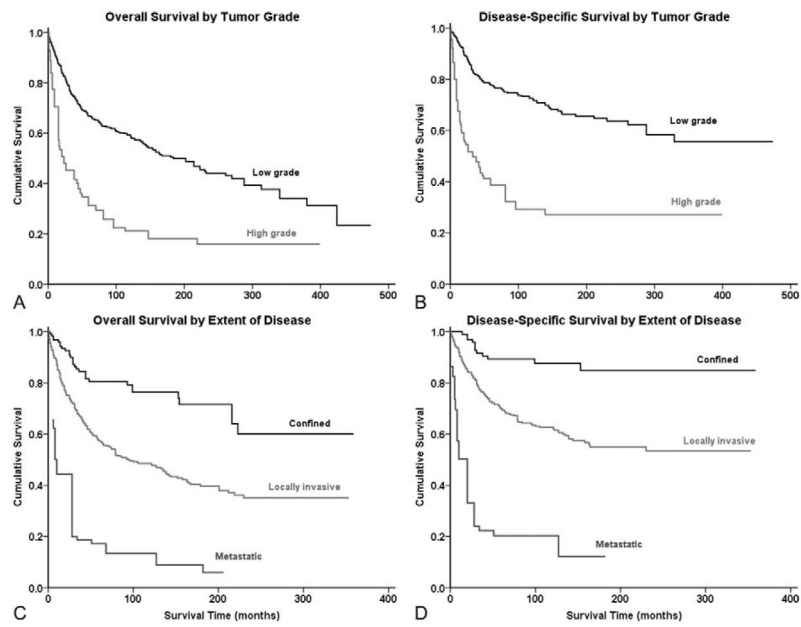 Overall Survival by Tumor Grade
Cumulative Survival
1.0
0.8
0.6
0.4
0.2
0.0
0 100 200 300 400 500
Low grade
High grade
A
Disease-Specific Survival by Tumor Grade
Cumulative Survival
1.0
0.8
0.6
0.4
0.2
0.0
0 100 200 300 400 500
Low grade
High grade
B
Overall Survival by Extent of Disease
Cumulative Survival
1.0
0.8
0.6
0.4
0.2
0.0
0 100 200 300 400
Confined
Locally invasive
Metastatic
Survival Time (months)
C
Disease-Specific Survival by Extent of Disease
Cumulative Survival
1.0
0.8
0.6
0.4
0.2
0.0
0 100 200 300 400
Confined
Locally invasive
Metastatic
Survival Time (months)
D